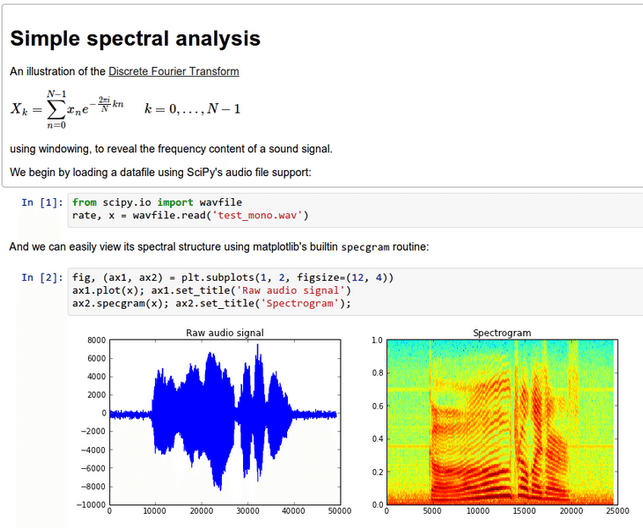 Simple spectral analysis
An illustration of the Discrete Fourier Transform
X_k = \sum_{n=0}^{N-1} x_n e^{-\frac{2\pi i}{N} kn}    k = 0, . . . , N − 1
using windowing, to reveal the frequency content of a sound signal.
We begin by loading a datafile using SciPy's audio file support:
In [1]: from scipy.io import wavfile
rate, x = wavfile.read('test_mono.wav')
And we can easily view its spectral structure using matplotlib's builtin specgram routine:
In [2]: fig, (ax1, ax2) = plt.subplots(1, 2, figsize=(12, 4))
ax1.plot(x); ax1.set_title('Raw audio signal')
ax2.specgram(x); ax2.set_title('Spectrogram');
Raw audio signal
8000
6000
4000
2000
0
−2000
−4000
−6000
−8000
−10000
0 10000 20000 30000 40000 50000
Spectrogram
1.0
0.8
0.6
0.4
0.2
0.0
0 5000 10000 15000 20000 25000